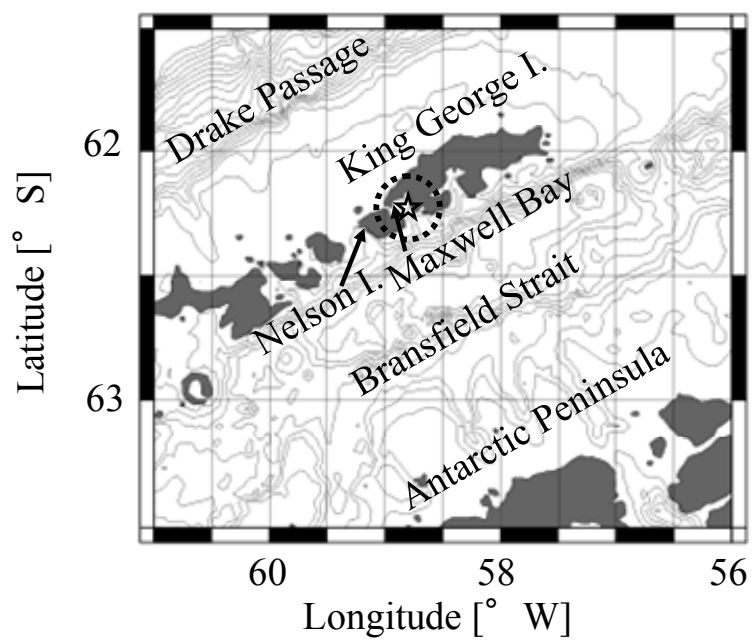 Drake Passage
King George I.
62
Maxwell Bay
Nelson I.
Bransfield Strait
63
Antarctic Peninsula
Latitude [° S]
60
58
56
Longitude [° W]